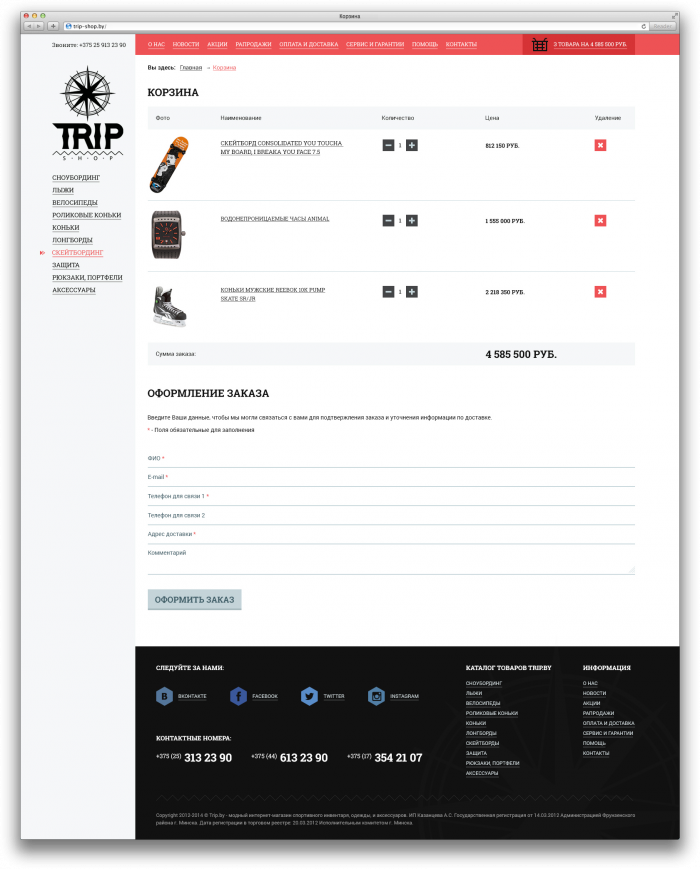 Корзина
trip-shop.by/
Reader
Звоните: +375 25 913 23 90
О НАС НОВОСТИ АКЦИИ РАПРОДАЖИ ОПЛАТА И ДОСТАВКА СЕРВИС И ГАРАНТИИ ПОМОЩЬ КОНТАКТЫ
3 ТОВАРА НА 4 585 500 РУБ.
TRIP
S·H·O·P
СНОУБОРДИНГ
ЛЫЖИ
ВЕЛОСИПЕДЫ
РОЛИКОВЫЕ КОНЬКИ
КОНЬКИ
ЛОНГБОРДЫ
СКЕЙТБОРДИНГ
ЗАЩИТА
РЮКЗАКИ, ПОРТФЕЛИ
АКСЕССУАРЫ
Вы здесь: Главная → Корзина
КОРЗИНА
Фото Наименование Количество Цена Удаление
СКЕЙТБОРД CONSOLIDATED YOU TOUCHA
MY BOARD, I BREAKA YOU FACE 7.5
1 812 150 РУБ.
ВОДОНЕПРОНИЦАЕМЫЕ ЧАСЫ ANIMAL
1 1 555 000 РУБ.
КОНЬКИ МУЖСКИЕ REEBOK 10K PUMP
SKATE SR/JR
1 2 218 350 РУБ.
Сумма заказа: 4 585 500 РУБ.
ОФОРМЛЕНИЕ ЗАКАЗА
Введите Ваши данные, чтобы мы могли связаться с вами для подтверждения заказа и уточнения информации по доставке.
* - Поля обязательные для заполнения
ФИО *
E-mail *
Телефон для связи 1 *
Телефон для связи 2
Адрес доставки *
Комментарий
ОФОРМИТЬ ЗАКАЗ
СЛЕДУЙТЕ ЗА НАМИ:
ВКОНТАКТЕ FACEBOOK TWITTER INSTAGRAM
КОНТАКТНЫЕ НОМЕРА:
+375 (25) 313 23 90 +375 (44) 613 23 90 +375 (17) 354 21 07
КАТАЛОГ ТОВАРОВ TRIP.BY
СНОУБОРДИНГ
ЛЫЖИ
ВЕЛОСИПЕДЫ
РОЛИКОВЫЕ КОНЬКИ
КОНЬКИ
ЛОНГБОРДЫ
СКЕЙТБОРДЫ
ЗАЩИТА
РЮКЗАКИ, ПОРТФЕЛИ
АКСЕССУАРЫ
ИНФОРМАЦИЯ
О НАС
НОВОСТИ
АКЦИИ
РАПРОДАЖИ
ОПЛАТА И ДОСТАВКА
СЕРВИС И ГАРАНТИИ
ПОМОЩЬ
КОНТАКТЫ
Copyright 2012-2014 © Trip.by - модный интернет-магазин спортивного инвентаря, одежды, и аксессуаров. ИП Казанцева А.С. Государственная регистрация от 14.03.2012 Администрацией Фрунзенского
района г. Минска. Дата регистрации в торговом реестре: 20.03.2012 Исполнительным комитетом г. Минска.